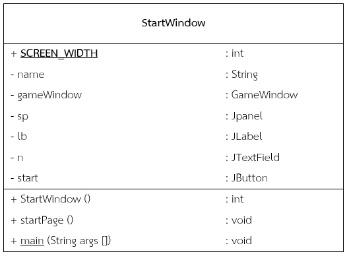 StartWindow
+ SCREEN_WIDTH : int
- name : String
- gameWindow : GameWindow
- sp : Jpanel
- lb : JLabel
- n : JTextField
- start : JButton
+ StartWindow () : int
+ startPage () : void
+ main (String args []) : void